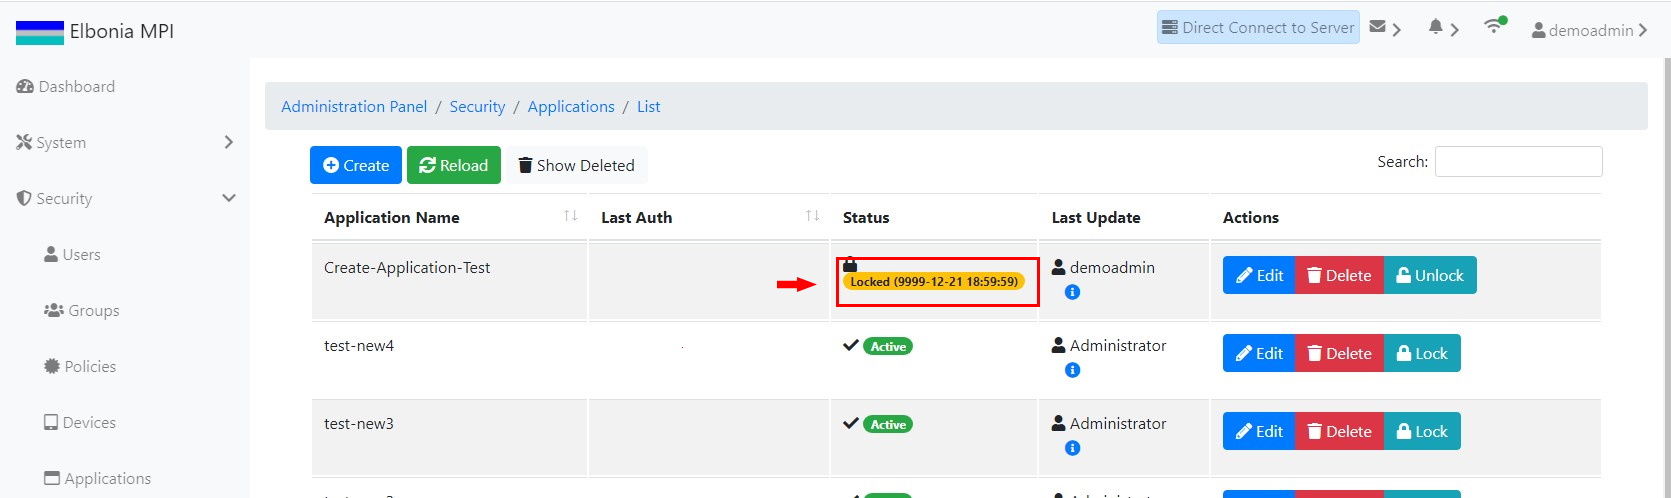 Elbonia MPI
Direct Connect to Server
demoadmin
Dashboard
System
Security
Users
Groups
Policies
Devices
Applications
Administration Panel / Security / Applications / List
Create
Reload
Show Deleted
Search:
Application Name Last Auth Status Last Update Actions
Create-Application-Test Locked (9999-12-21 18:59:59) demoadmin Edit Delete Unlock
test-new4 Active Administrator Edit Delete Lock
test-new3 Active Administrator Edit Delete Lock